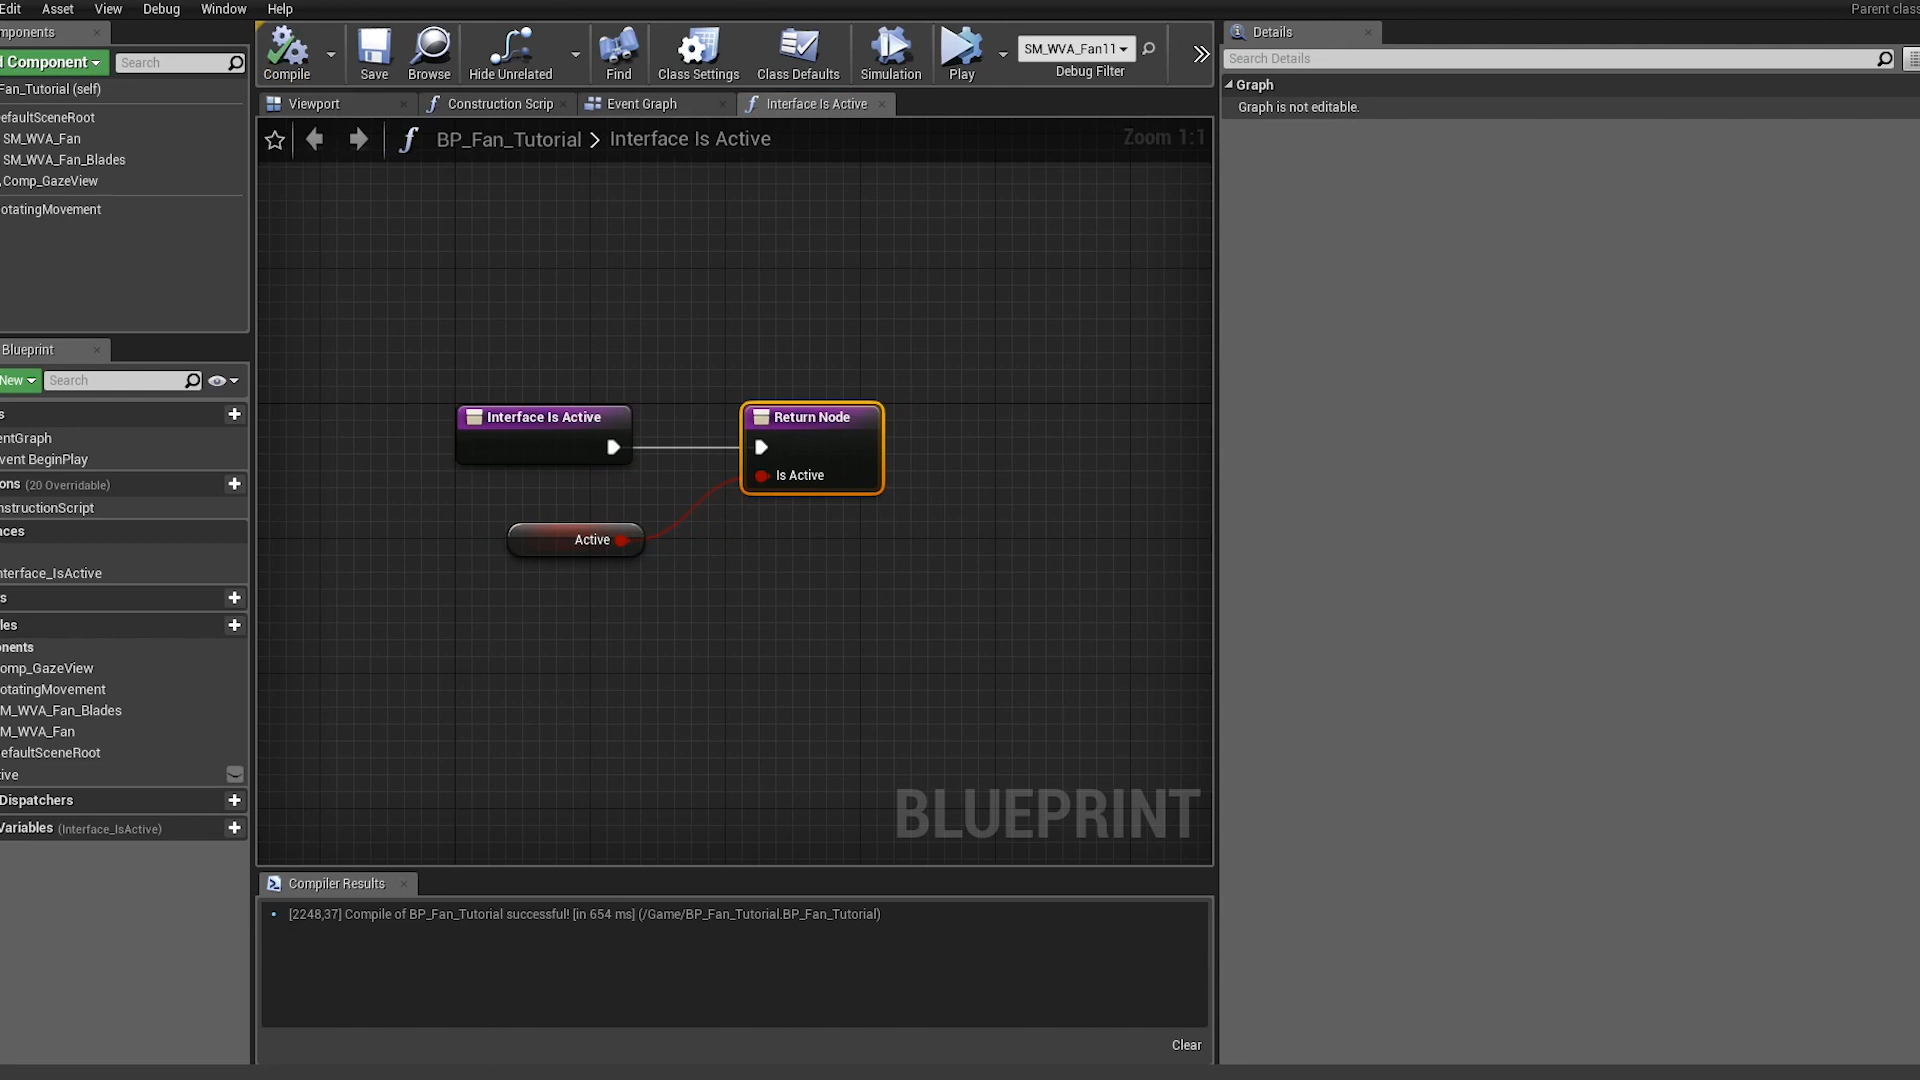 Edit Asset View Debug Window Help
Parent class
mponents
Component
Search
Fan_Tutorial (self)
efaultSceneRoot
SM_WVA_Fan
SM_WVA_Fan_Blades
Comp_GazeView
otatingMovement
Blueprint
New
Search
s
entGraph
vent BeginPlay
ons (20 Overridable)
nstructionScript
aces
nterface_IsActive
s
les
onents
omp_GazeView
otatingMovement
M_WVA_Fan_Blades
M_WVA_Fan
efaultSceneRoot
tive
Dispatchers
Variables (Interface_IsActive)
Compile
Save
Browse
Hide Unrelated
Find
Class Settings
Class Defaults
Simulation
Play
SM_WVA_Fan11
Debug Filter
Viewport
Construction Scrip
Event Graph
Interface Is Active
BP_Fan_Tutorial > Interface Is Active
Zoom 1:1
Interface Is Active
Return Node
Is Active
Active
BLUEPRINT
Compiler Results
[2248,37] Compile of BP_Fan_Tutorial successful! [in 654 ms] (/Game/BP_Fan_Tutorial.BP_Fan_Tutorial)
Clear
Details
Search Details
Graph
Graph is not editable.